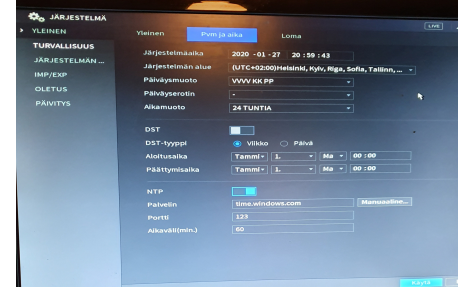 JÄRJESTELMÄ
LIVE
YLEINEN
TURVALLISUUS
JÄRJESTELMÄN ...
IMP/EXP
OLETUS
PÄIVITYS
Yleinen Pvm ja aika Loma
Järjestelmäaika 2020 -01 -27 20 : 59 : 43
Järjestelmän alue (UTC+02:00)Helsinki, Kyiv, Riga, Sofia, Tallinn, ...
Päiväysmuoto VVVV KK PP
Päiväyserotin -
Aikamuoto 24 TUNTIA
DST
DST-tyyppi Viikko Päivä
Aloitusaika Tammi 1. Ma 00 : 00
Päättymisaika Tammi 1. Ma 00 : 00
NTP
Palvelin time.windows.com Manuaaline...
Portti 123
Aikaväli(min.) 60
Käytä